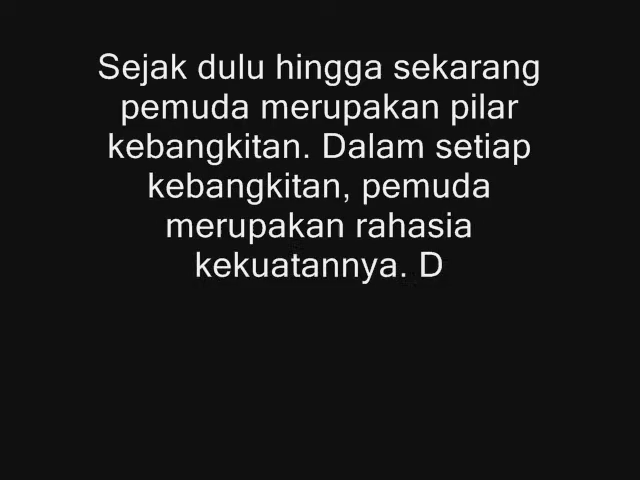 Sejak dulu hingga sekarang
pemuda merupakan pilar
kebangkitan. Dalam setiap
kebangkitan, pemuda
merupakan rahasia
kekuatannya. D